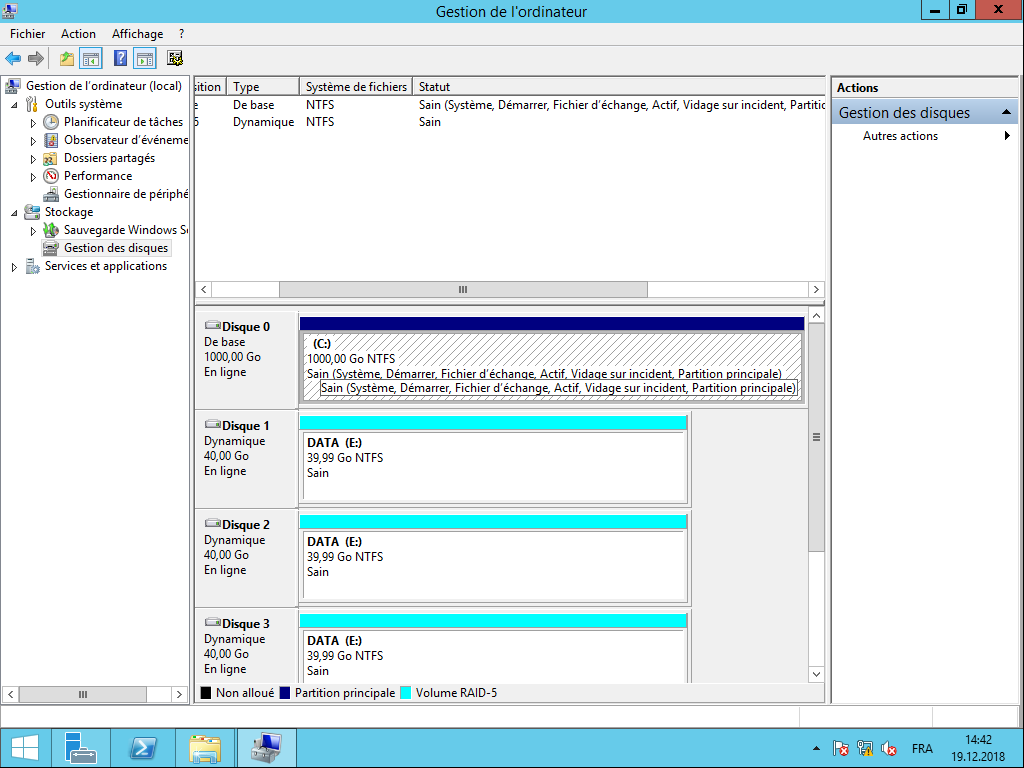 Gestion de l'ordinateur
Fichier Action Affichage ?
Gestion de l'ordinateur (local)
Outils système
Planificateur de tâches
Observateur d'événeme
Dossiers partagés
Performance
Gestionnaire de périphé
Stockage
Sauvegarde Windows Se
Gestion des disques
Services et applications
sition Type Système de fichiers Statut
e De base NTFS Sain (Système, Démarrer, Fichier d'échange, Actif, Vidage sur incident, Partitic
5 Dynamique NTFS Sain
Disque 0
De base
1000,00 Go
En ligne
(C:)
1000,00 Go NTFS
Sain (Système, Démarrer, Fichier d'échange, Actif, Vidage sur incident, Partition principale)
Sain (Système, Démarrer, Fichier d'échange, Actif, Vidage sur incident, Partition principale)
Disque 1
Dynamique
40,00 Go
En ligne
DATA (E:)
39,99 Go NTFS
Sain
Disque 2
Dynamique
40,00 Go
En ligne
DATA (E:)
39,99 Go NTFS
Sain
Disque 3
Dynamique
40,00 Go
En ligne
DATA (E:)
39,99 Go NTFS
Sain
Non alloué Partition principale Volume RAID-5
Actions
Gestion des disques
Autres actions
FRA
14:42
19.12.2018